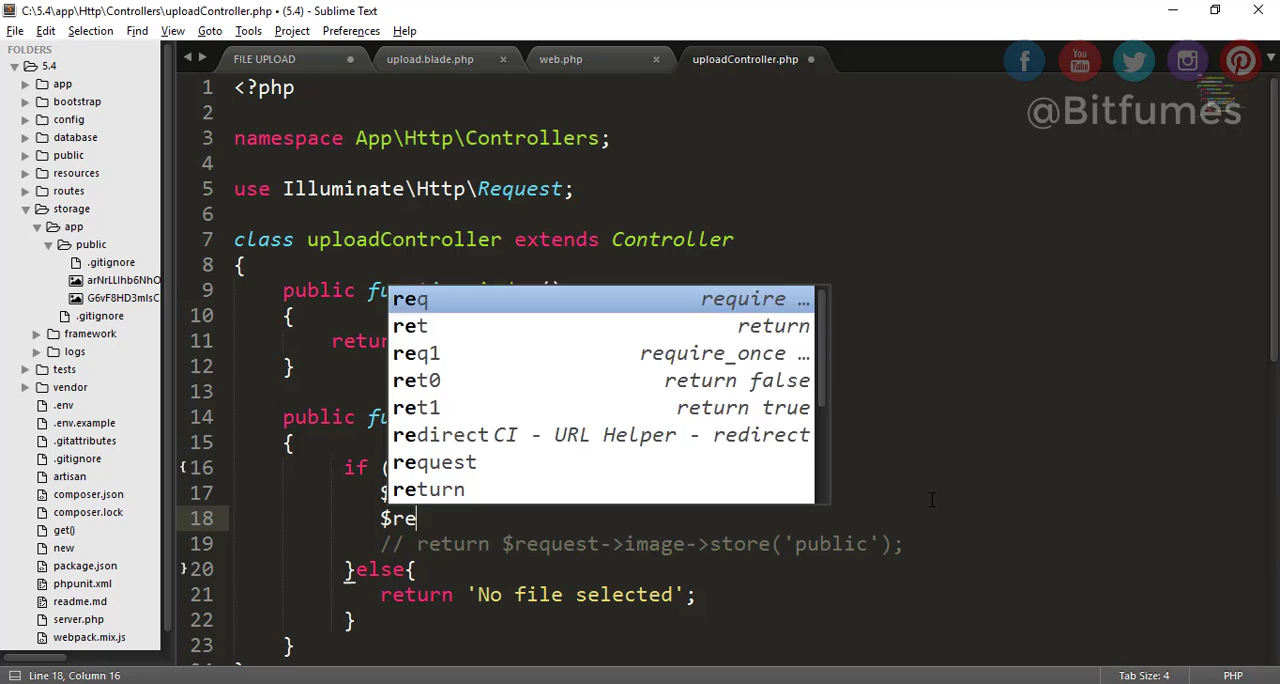 C:\5.4\app\Http\Controllers\uploadController.php • (5.4) - Sublime Text
File Edit Selection Find View Goto Tools Project Preferences Help
FOLDERS
5.4
app
bootstrap
config
database
public
resources
routes
storage
app
public
.gitignore
arNrLLIhb6NhO
G6vF8HD3mIsC
.gitignore
framework
logs
tests
vendor
.env
.env.example
.gitattributes
.gitignore
artisan
composer.json
composer.lock
get()
new
package.json
phpunit.xml
readme.md
server.php
webpack.mix.js
FILE UPLOAD upload.blade.php web.php uploadController.php
You Tube
@Bitfumes
1 <?php
2
3 namespace App\Http\Controllers;
4
5 use Illuminate\Http\Request;
6
7 class uploadController extends Controller
8 {
9 public fu
10 {
11 retur
12 }
13
14 public fu
15 {
16 if (
17 $
18 $re
19 // return $request->image->store('public');
20 }else{
21 return 'No file selected';
22 }
23 }
req require …
ret return
req1 require_once …
ret0 return false
ret1 return true
redirect CI - URL Helper - redirect
request
return
Line 18, Column 16 Tab Size: 4 PHP